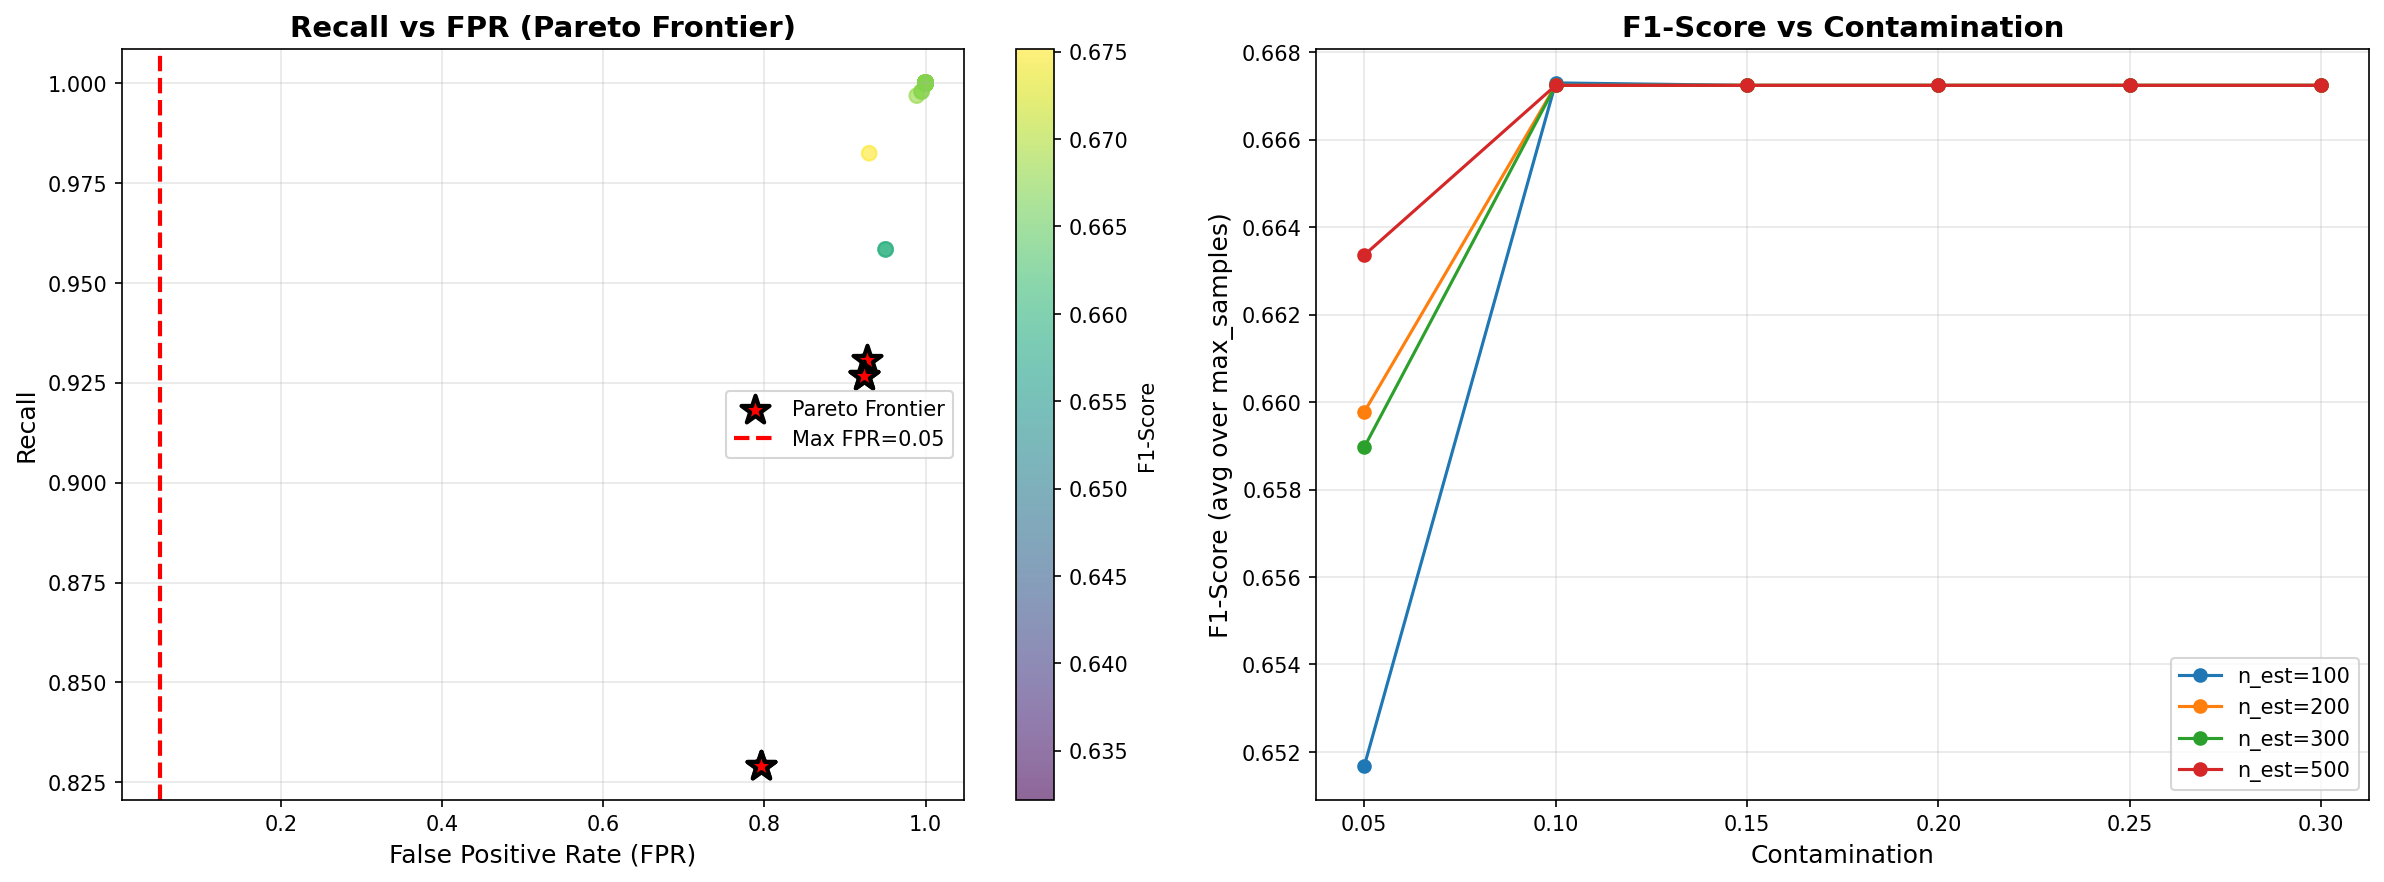 Recall vs FPR (Pareto Frontier)
Recall
1.000
0.975
0.950
0.925
0.900
0.875
0.850
0.825
0.2
0.4
0.6
0.8
1.0
False Positive Rate (FPR)
Pareto Frontier
Max FPR=0.05
0.675
0.670
0.665
0.660
0.655
0.650
0.645
0.640
0.635
F1-Score
F1-Score vs Contamination
F1-Score (avg over max_samples)
0.668
0.666
0.664
0.662
0.660
0.658
0.656
0.654
0.652
0.05
0.10
0.15
0.20
0.25
0.30
Contamination
n_est=100
n_est=200
n_est=300
n_est=500